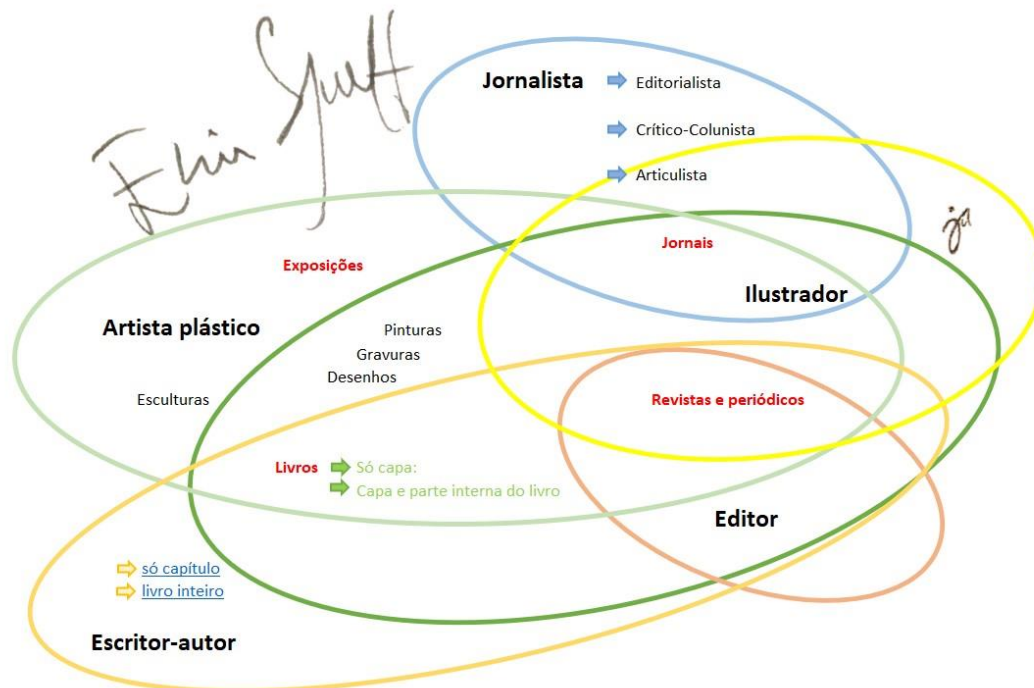 Jornalista
Editorialista
Crítico-Colunista
Articulista
Jornais
Exposições
Ilustrador
Artista plástico
Pinturas
Gravuras
Desenhos
Esculturas
Revistas e periódicos
Livros
Só capa:
Capa e parte interna do livro
Editor
só capítulo
livro inteiro
Escritor-autor